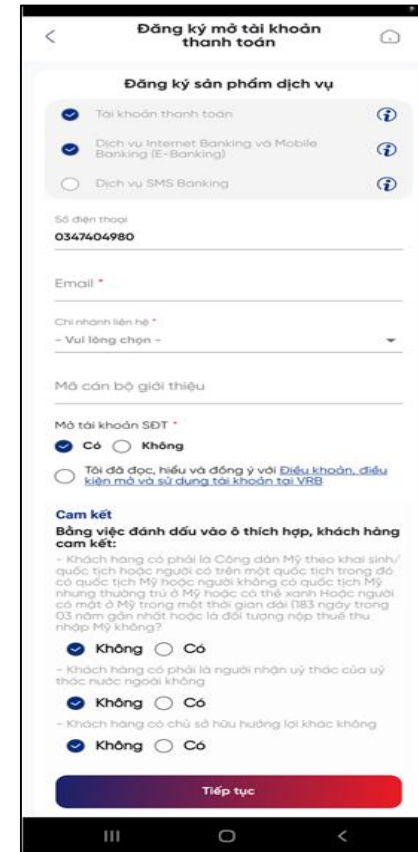 Đăng ký mở tài khoản
thanh toán
Đăng ký sản phẩm dịch vụ
Tài khoản thanh toán
Dịch vụ Internet Banking và Mobile
Banking (E-Banking)
Dịch vụ SMS Banking
Số điện thoại
0347404980
Email *
Chi nhánh liên hệ *
- Vui lòng chọn -
Mã cán bộ giới thiệu
Mở tài khoản SĐT *
Có Không
Tôi đã đọc, hiểu và đồng ý với Điều khoản, điều
kiện mở và sử dụng tài khoản tại VRB
Cam kết
Bằng việc đánh dấu vào ô thích hợp, khách hàng
cam kết:
- Khách hàng có phải là Công dân Mỹ theo khai sinh/
quốc tịch hoặc người có trên một quốc tịch trong đó
có quốc tịch Mỹ hoặc người không có quốc tịch Mỹ
nhưng thường trú ở Mỹ hoặc có thẻ xanh Hoặc người
có mặt ở Mỹ trong một thời gian dài (183 ngày trong
03 năm gần nhất hoặc là đối tượng nộp thuế thu
nhập Mỹ không?
Không Có
- Khách hàng có phải là người nhận uỷ thác của uỷ
thác nước ngoài không
Không Có
- Khách hàng có chủ sở hữu hưởng lợi khác không
Không Có
Tiếp tục